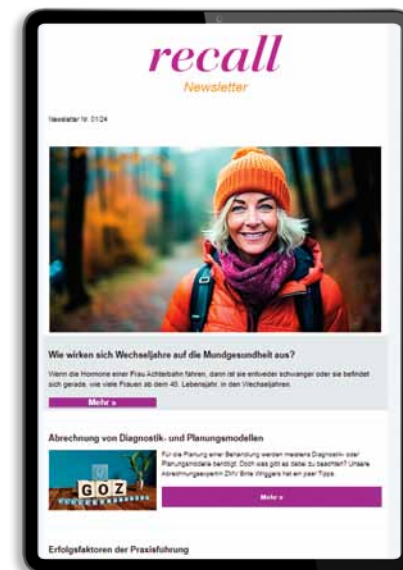 recall
Newsletter
Newsletter Nr. 01/24
Wie wirken sich Wechseljahre auf die Mundgesundheit aus?
Wenn die Hormone einer Frau Achterbahn fahren, dann ist sie entweder schwanger oder sie befindet
sich gerade, wie viele Frauen ab dem 45. Lebensjahr, in den Wechseljahren.
Mehr »
Abrechnung von Diagnostik- und Planungsmodellen
GOZ
Für die Planung einer Behandlung werden meistens Diagnostik- oder
Planungsmodelle benötigt. Doch was gibt es dabei zu beachten? Unsere
Abrechnungsexpertin ZMV Birte Winggers hat ein paar Tipps.
Mehr »
Erfolgsfaktoren der Praxisführung